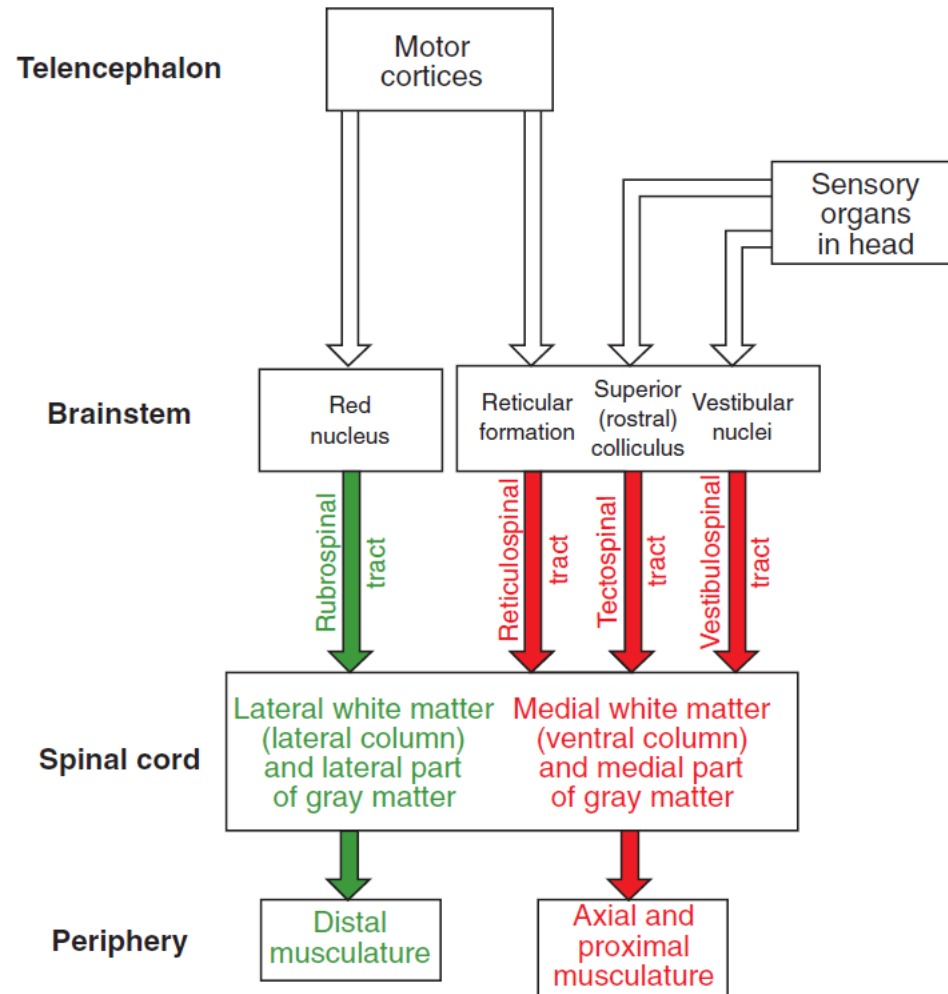 Telencephalon
Motor
cortices
Sensory
organs
in head
Brainstem
Red
nucleus
Reticular
formation
Superior
(rostral)
colliculus
Vestibular
nuclei
Rubrospinal
tract
Reticulospinal
tract
Tectospinal
tract
Vestibulospinal
tract
Spinal cord
Lateral white matter
(lateral column)
and lateral part
of gray matter
Medial white matter
(ventral column)
and medial part
of gray matter
Periphery
Distal
musculature
Axial and
proximal
musculature